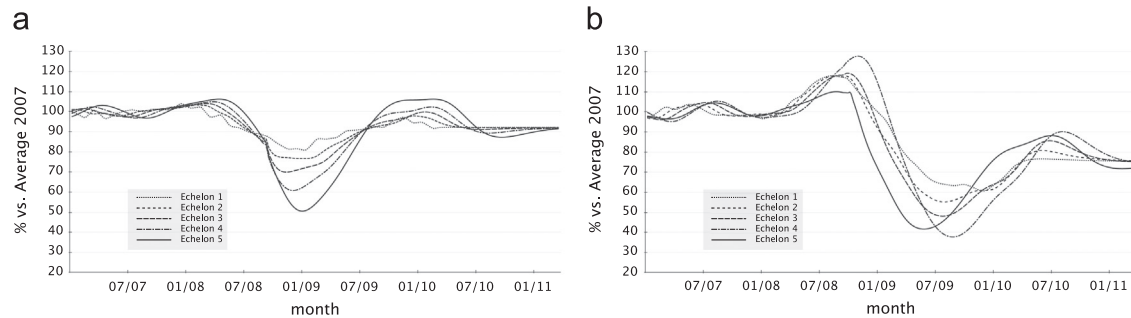 a
130
120
110
100
90
80
70
60
50
40
30
20
% vs. Average 2007
Echelon 1
Echelon 2
Echelon 3
Echelon 4
Echelon 5
07/07 01/08 07/08 01/09 07/09 01/10 07/10 01/11
month
b
130
120
110
100
90
80
70
60
50
40
30
20
% vs. Average 2007
Echelon 1
Echelon 2
Echelon 3
Echelon 4
Echelon 5
07/07 01/08 07/08 01/09 07/09 01/10 07/10 01/11
month